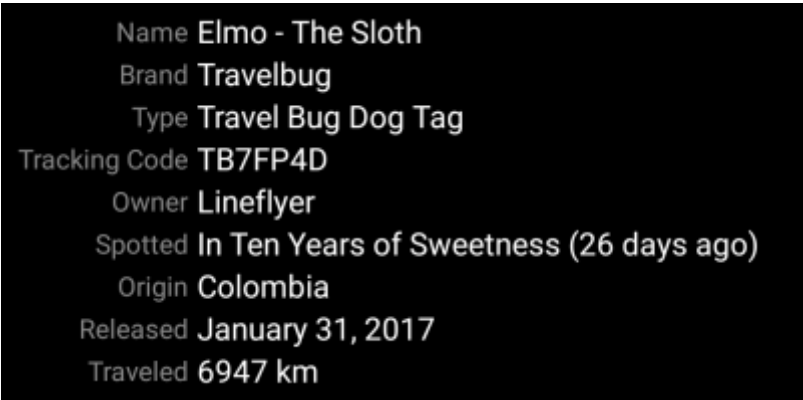 Name Elmo - The Sloth
Brand Travelbug
Type Travel Bug Dog Tag
Tracking Code TB7FP4D
Owner Lineflyer
Spotted In Ten Years of Sweetness (26 days ago)
Origin Colombia
Released January 31, 2017
Traveled 6947 km